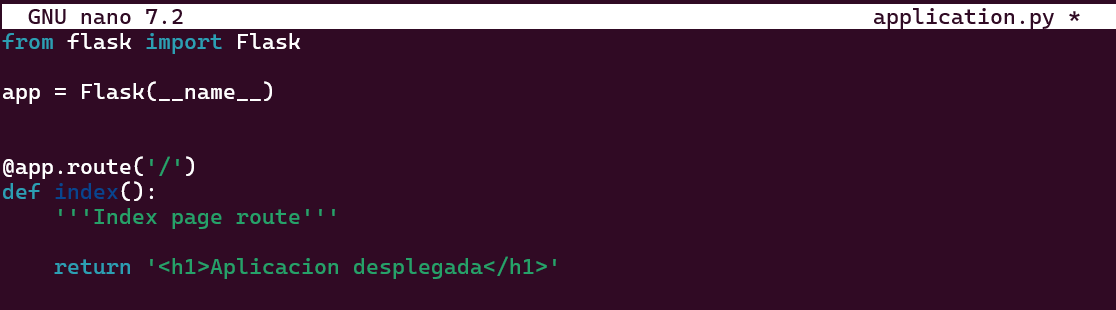 GNU nano 7.2 application.py *
from flask import Flask
app = Flask(__name__)
@app.route('/')
def index():
    '''Index page route'''
    return '<h1>Aplicacion desplegada</h1>'